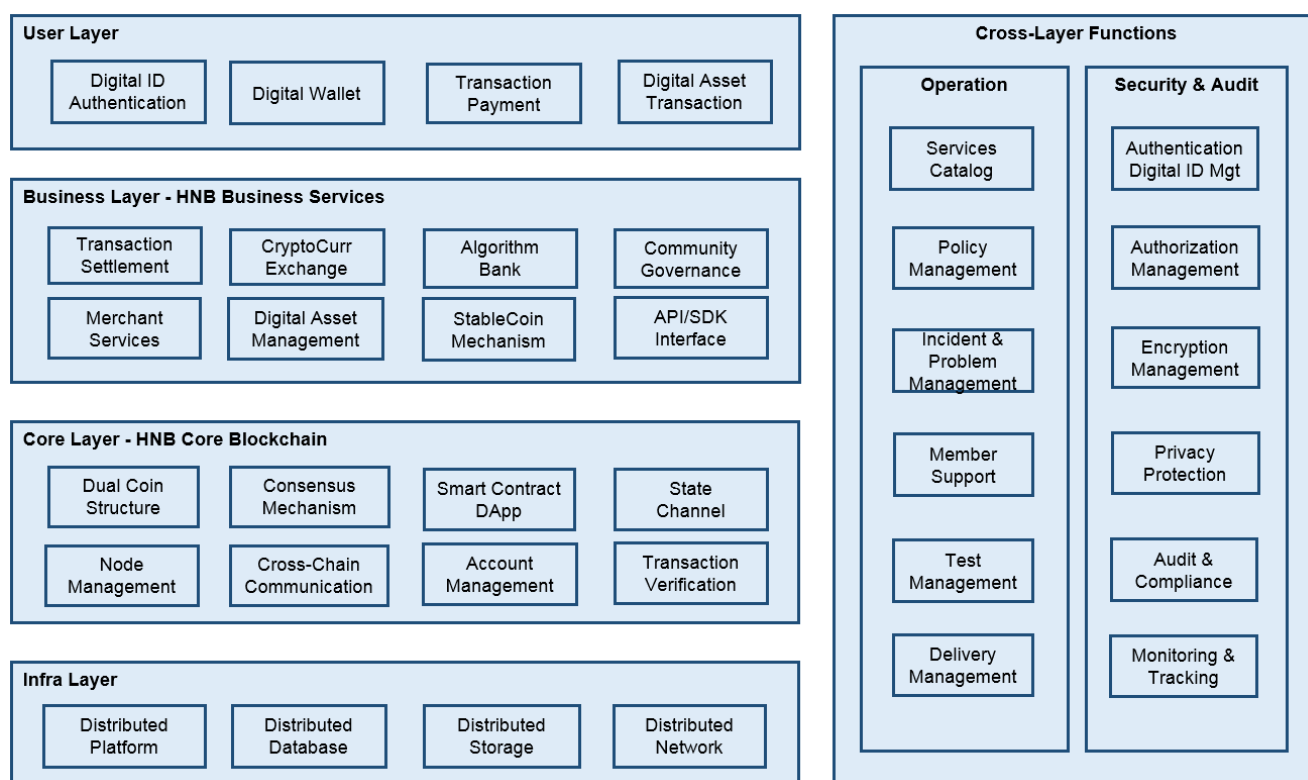 User Layer
Digital ID
Authentication
Digital Wallet
Transaction
Payment
Digital Asset
Transaction
Business Layer - HNB Business Services
Transaction
Settlement
CryptoCurr
Exchange
Algorithm
Bank
Community
Governance
Merchant
Services
Digital Asset
Management
StableCoin
Mechanism
API/SDK
Interface
Core Layer - HNB Core Blockchain
Dual Coin
Structure
Consensus
Mechanism
Smart Contract
DApp
State
Channel
Node
Management
Cross-Chain
Communication
Account
Management
Transaction
Verification
Infra Layer
Distributed
Platform
Distributed
Database
Distributed
Storage
Distributed
Network
Cross-Layer Functions
Operation
Services
Catalog
Policy
Management
Incident &
Problem
Management
Member
Support
Test
Management
Delivery
Management
Security & Audit
Authentication
Digital ID Mgt
Authorization
Management
Encryption
Management
Privacy
Protection
Audit &
Compliance
Monitoring &
Tracking